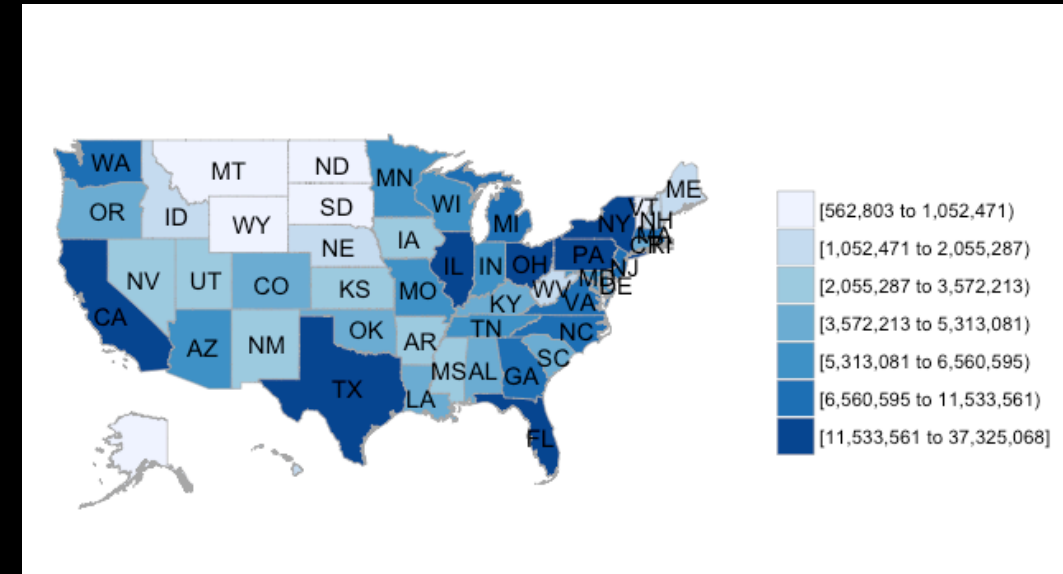 WA
MT
ND
MN
ME
OR
ID
SD
WI
MI
VT
NH
WY
NY
MA
IA
CT
RI
NE
PA
NJ
NV
UT
CO
IL
IN
OH
MD
DE
KS
MO
WV
VA
KY
CA
OK
TN
NC
AZ
NM
AR
SC
MS
AL
GA
TX
LA
FL
[562,803 to 1,052,471)
[1,052,471 to 2,055,287)
[2,055,287 to 3,572,213)
[3,572,213 to 5,313,081)
[5,313,081 to 6,560,595)
[6,560,595 to 11,533,561)
[11,533,561 to 37,325,068]